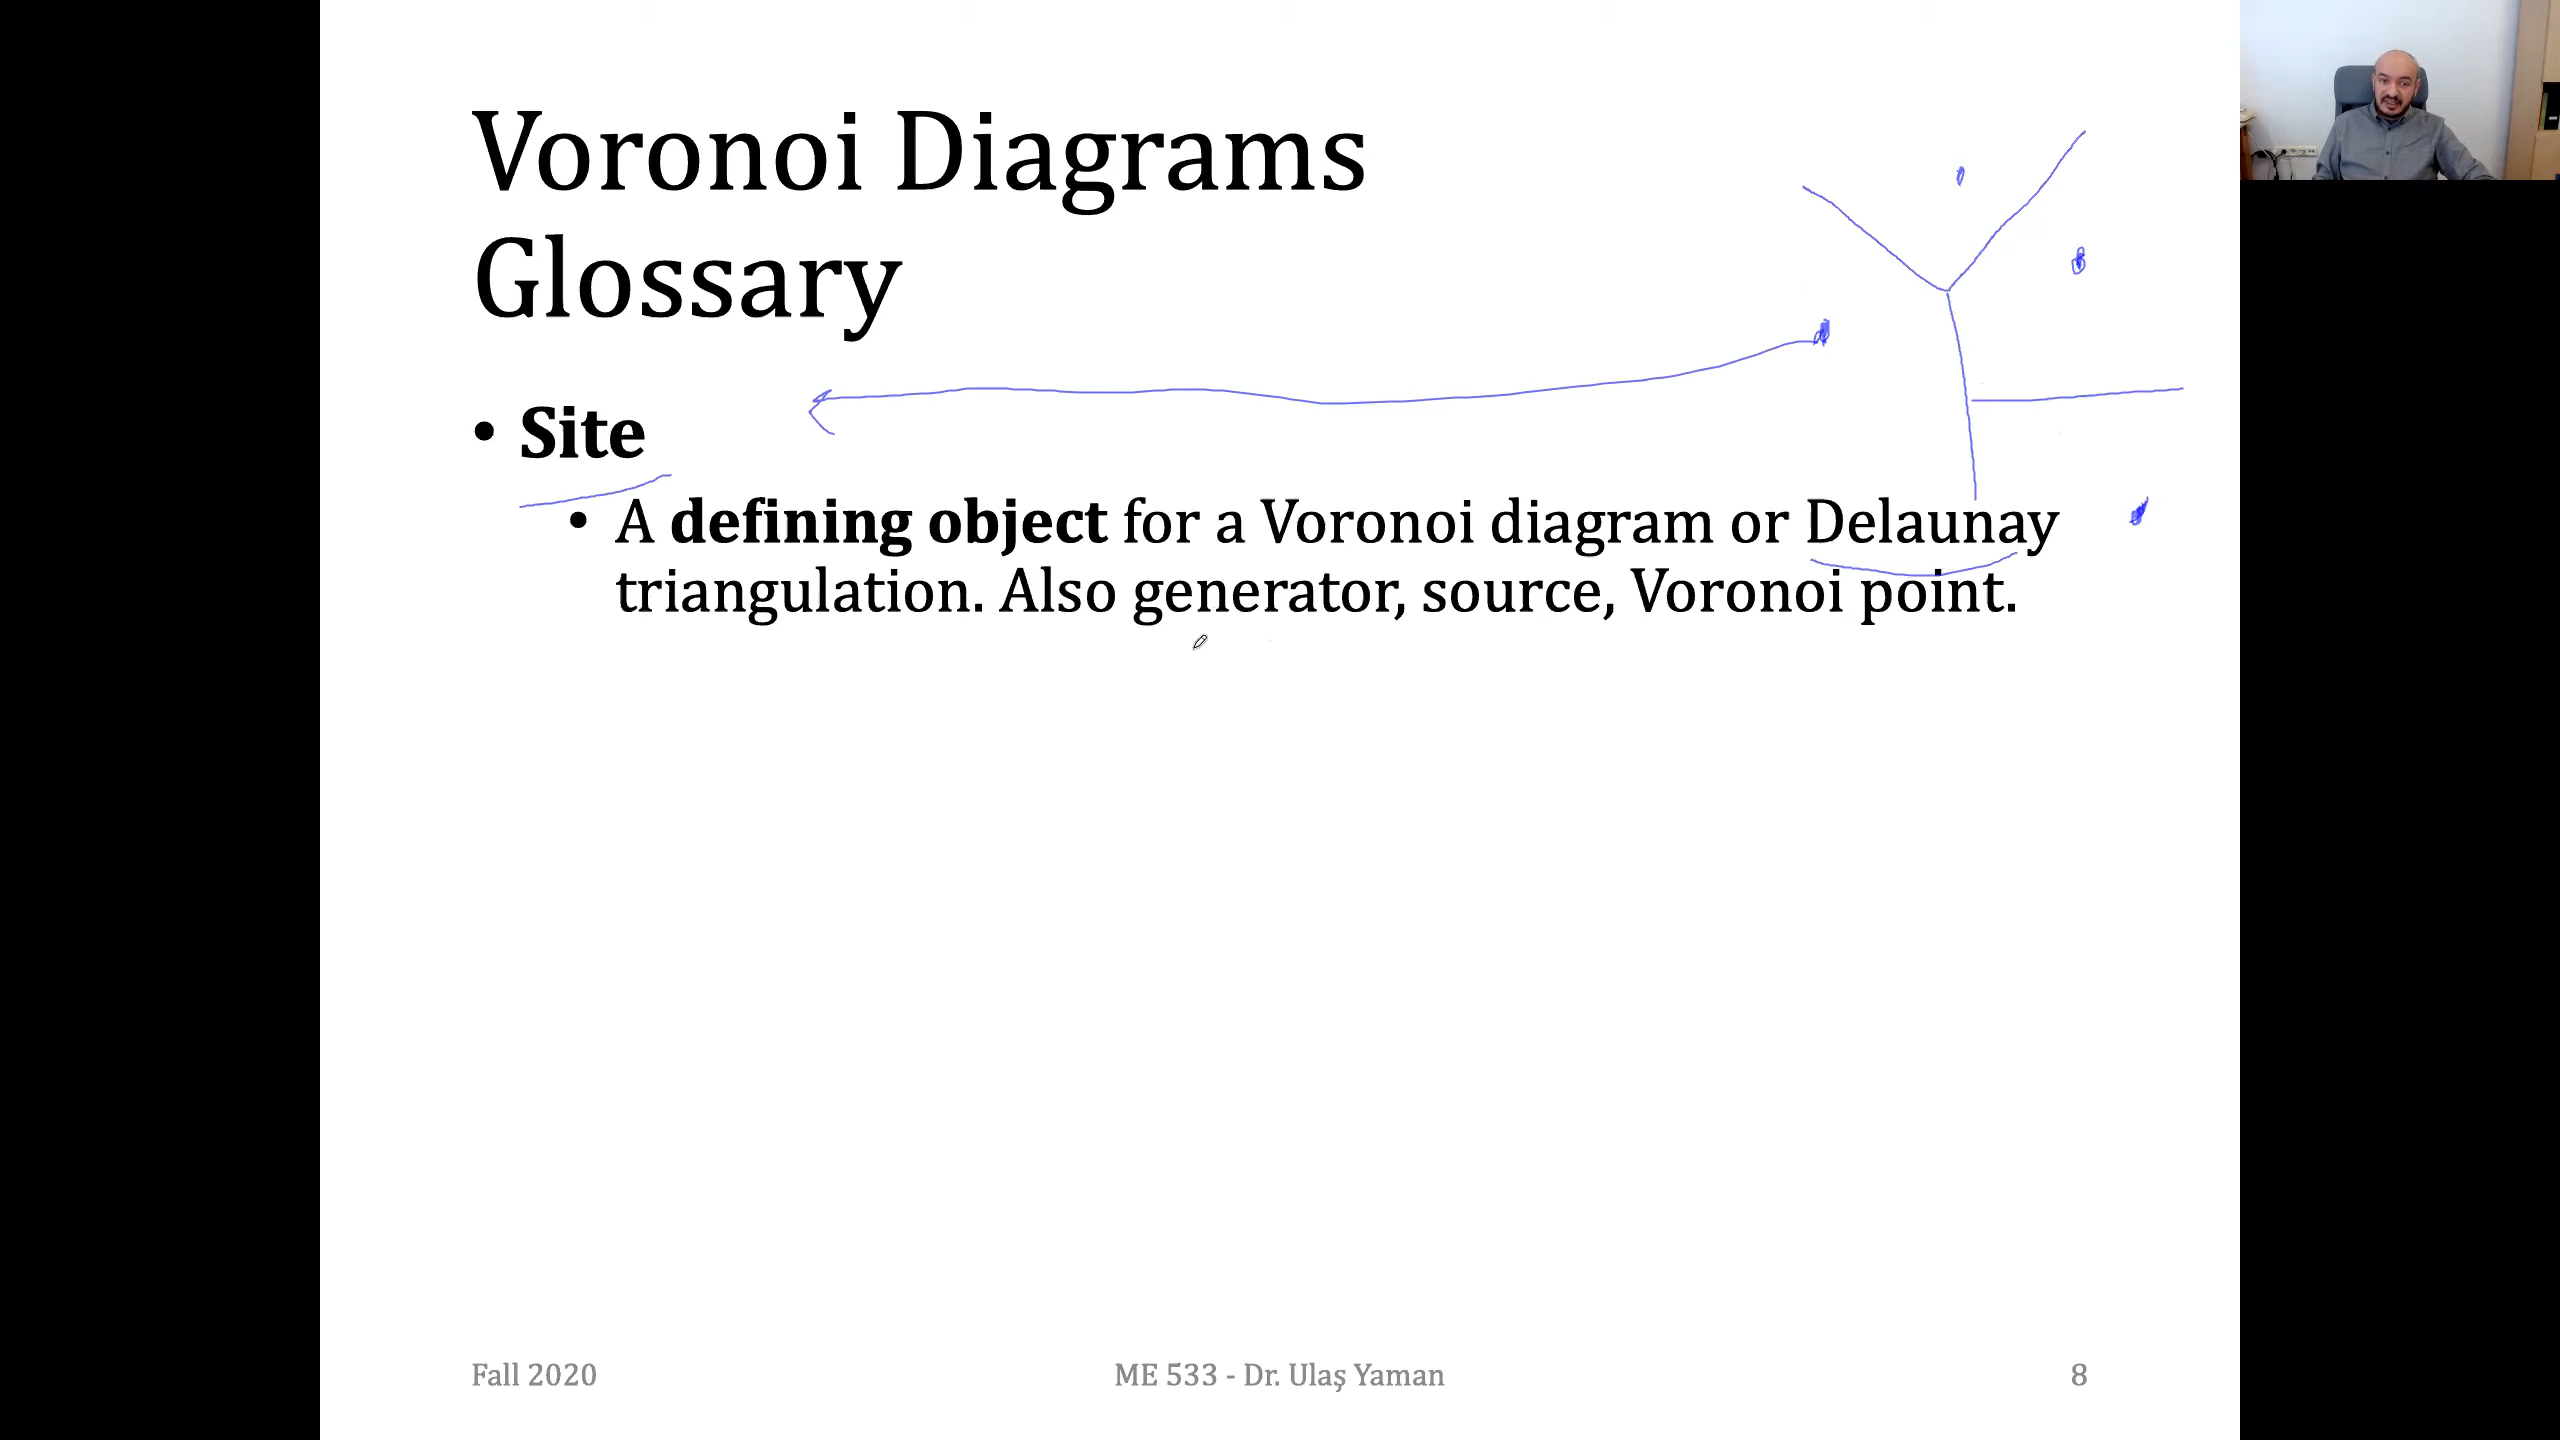 Voronoi Diagrams
Glossary
• Site
• A defining object for a Voronoi diagram or Delaunay
triangulation. Also generator, source, Voronoi point.
Fall 2020
ME 533 - Dr. Ulaş Yaman
8